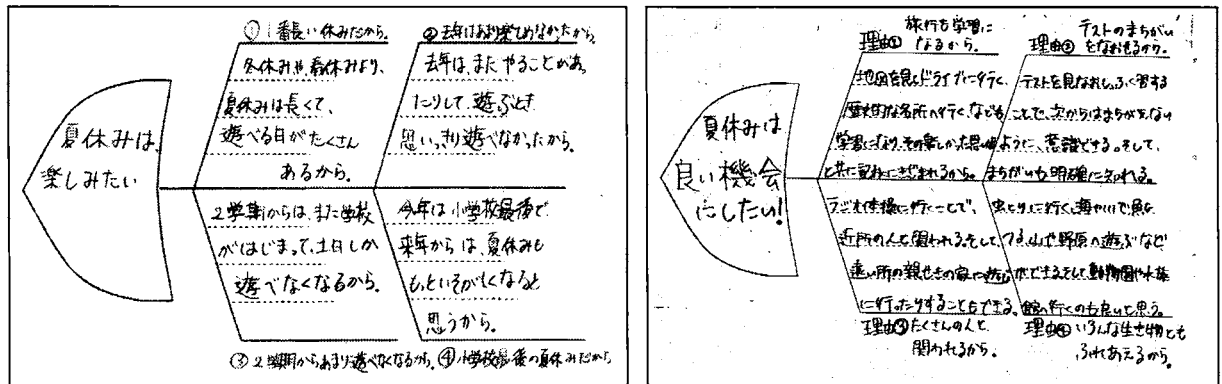 夏休みは、
楽しみたい
① 1番長い休みだから。
冬休みや、春休みより、
夏休みは長くて、
遊べる日がたくさん
あるから。
② 去年はあまり楽しめなかったから。
去年は、まだやることがあっ
たりして、遊ぶとき
思いっきり遊べなかったから。
2学期からは、また学校
がはじまって、土日しか
遊べなくなるから。
③ 2学期からあまり遊べなくなるから。
今年は小学校最後で
来年からは、夏休みも
もっといそがしくなると
思うから。
④ 小学校最後の夏休みだから
夏休みは
良い機会
にしたい!
理由① 旅行も学習に
なるから。
地図を見てドライブに行く、
歴史的な名所へ行くなども
学習になり、その楽しかった思い出
と共に記おくにきざまれるから。
理由② テストのまちがい
をなおせるから。
テストを見なおし、ふく習する
ことで、次からはまちがえない
ように、意識できる。そして、
まちがいも明確に知れる。
ラジオ体操に行くことで、
近所の人と関われる。そして、
遠い所の親せきの家に遊び
に行ったりすることもできる。
理由③ たくさんの人と
関われるから。
虫とりに行く、海や川で魚を
つる、山や野原へ遊ぶなど
ができる。そして動物園や水族
館へ行くのも良いと思う。
理由④ いろんな生き物とも
ふれあえるから。